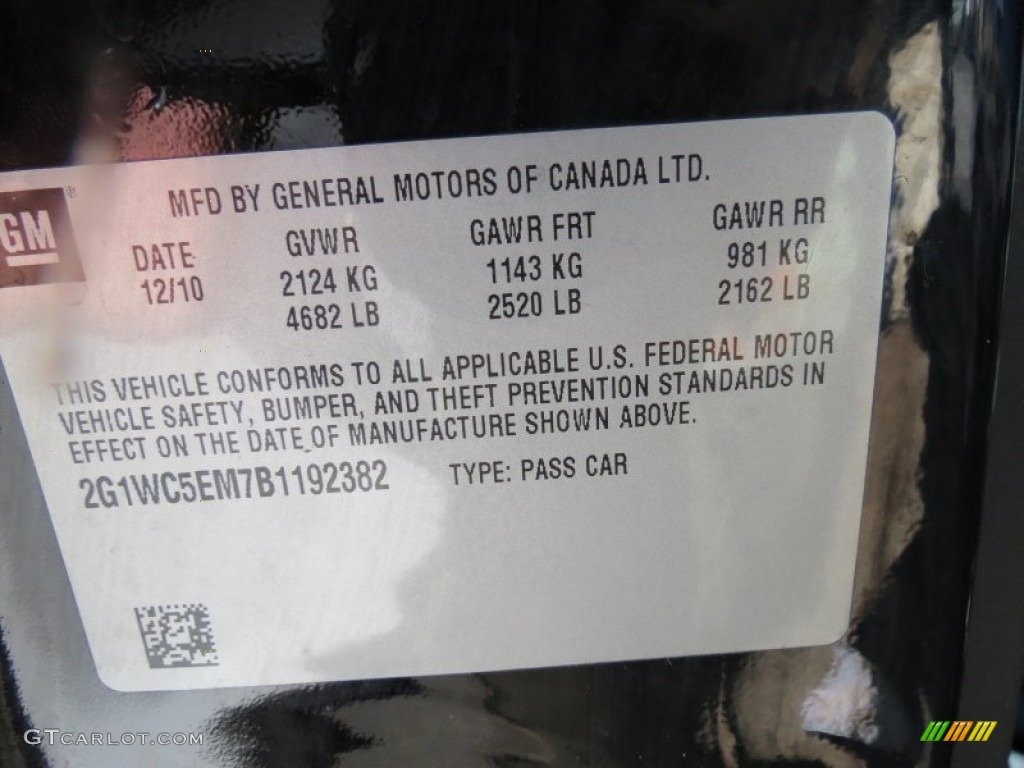 MFD BY GENERAL MOTORS OF CANADA LTD.
GM ®
DATE GVWR GAWR FRT GAWR RR
12/10 2124 KG 1143 KG 981 KG
4682 LB 2520 LB 2162 LB
THIS VEHICLE CONFORMS TO ALL APPLICABLE U.S. FEDERAL MOTOR
VEHICLE SAFETY, BUMPER, AND THEFT PREVENTION STANDARDS IN
EFFECT ON THE DATE OF MANUFACTURE SHOWN ABOVE.
2G1WC5EM7B1192382 TYPE: PASS CAR
GTCARLOT.COM